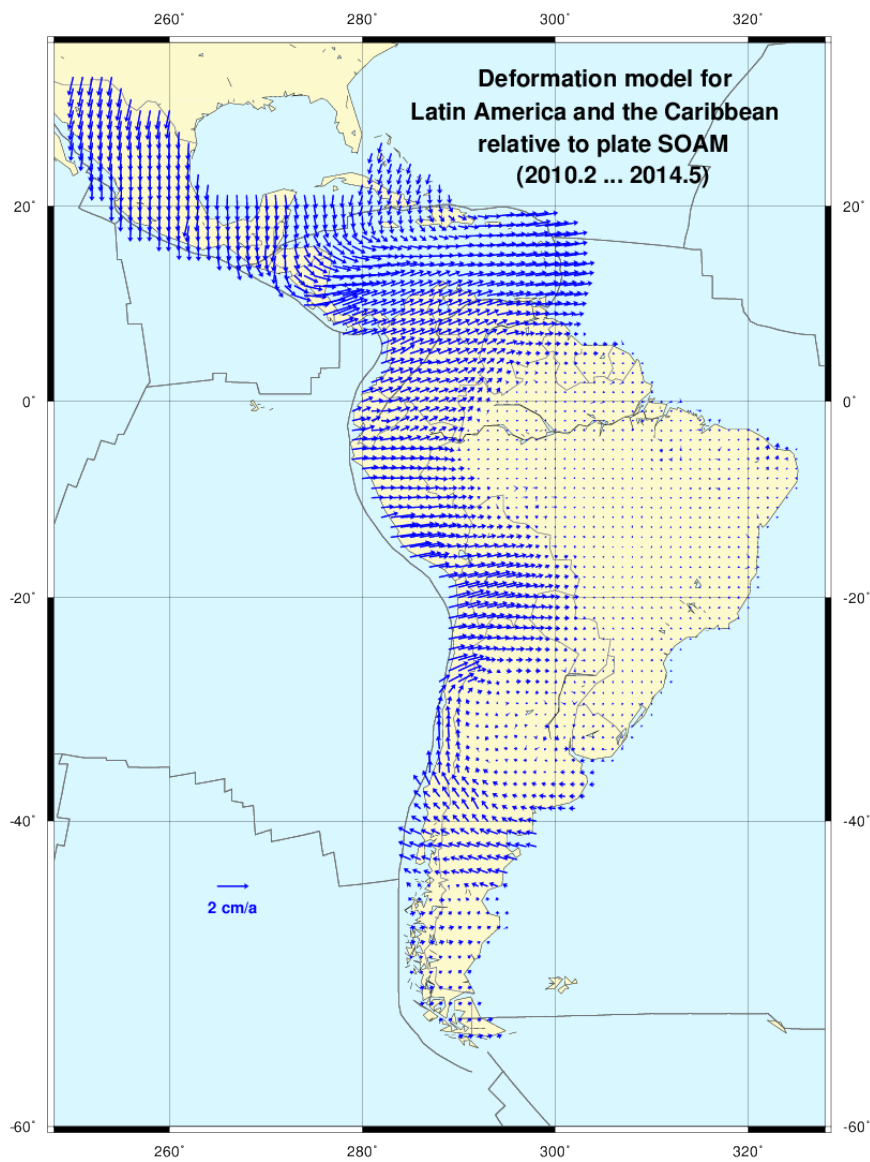 260° 280° 300° 320°
Deformation model for
Latin America and the Caribbean
relative to plate SOAM
(2010.2 ... 2014.5)
20° 20°
0° 0°
-20° -20°
-40° -40°
2 cm/a
-60° -60°
260° 280° 300° 320°